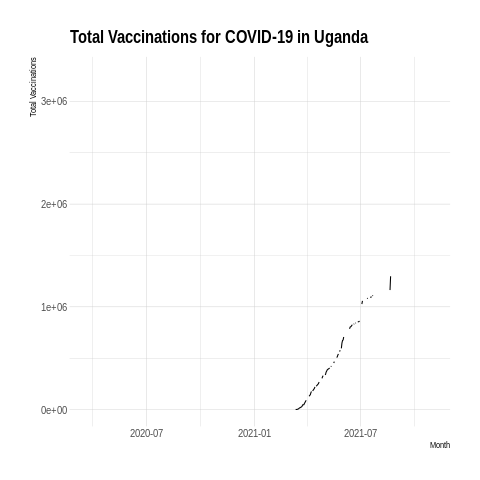 Total Vaccinations for COVID-19 in Uganda
Total Vaccinations
3e+06
2e+06
1e+06
0e+00
2020-07 2021-01 2021-07
Month